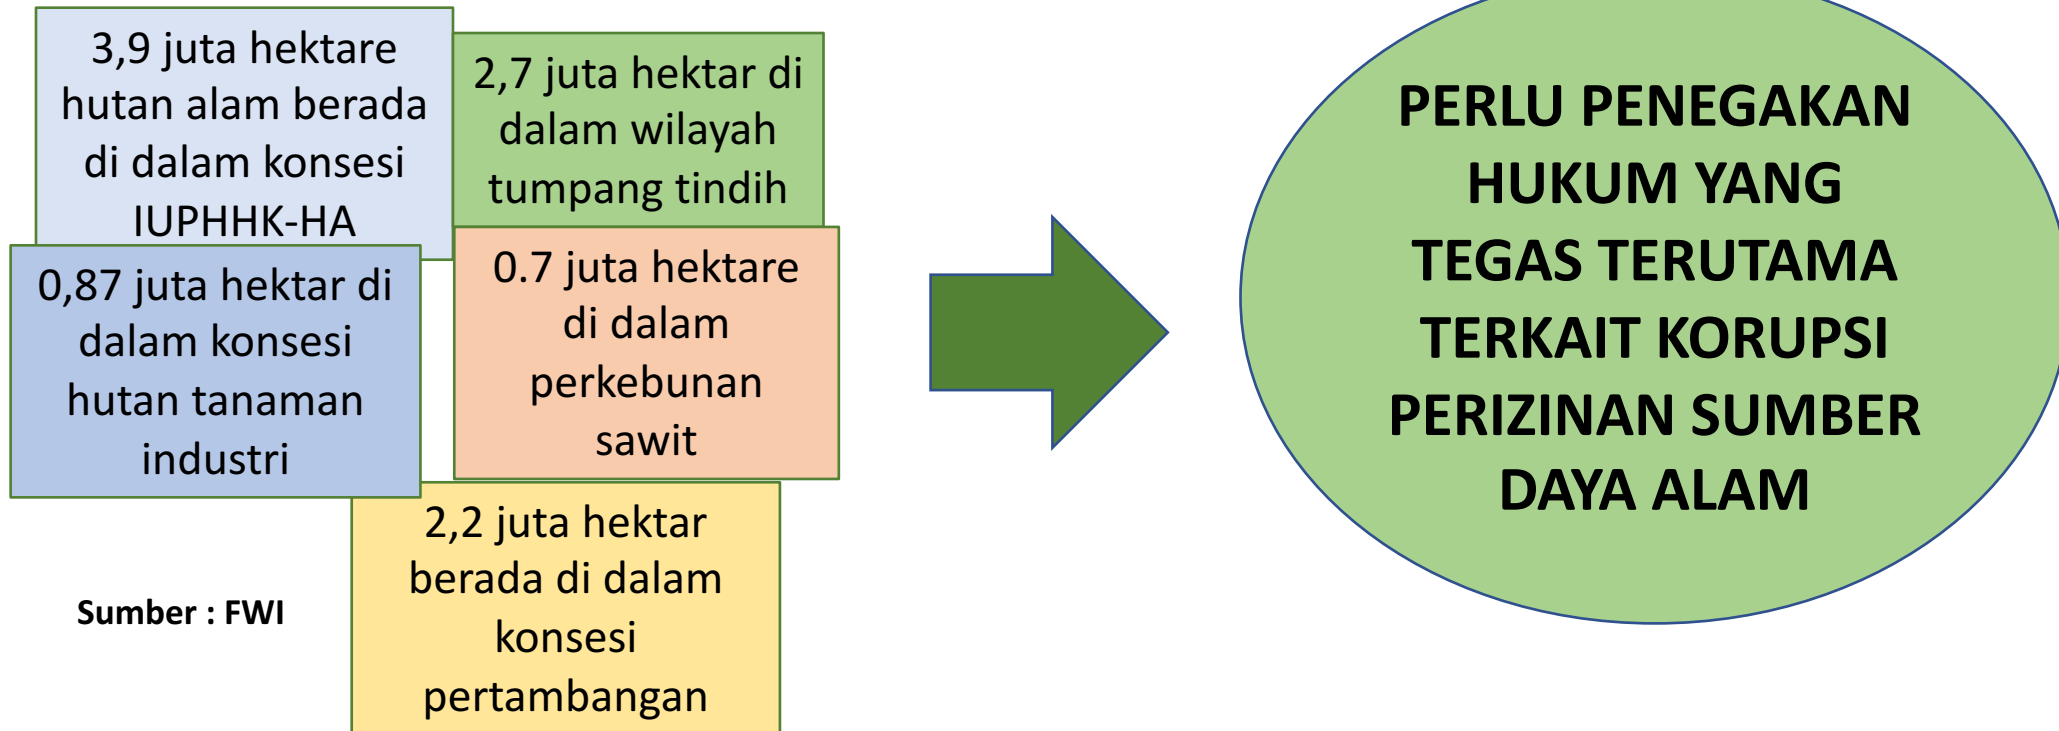 3,9 juta hektare
hutan alam berada
di dalam konsesi
IUPHHK-HA
2,7 juta hektar di
dalam wilayah
tumpang tindih
0,87 juta hektar di
dalam konsesi
hutan tanaman
industri
0.7 juta hektare
di dalam
perkebunan
sawit
2,2 juta hektar
berada di dalam
konsesi
pertambangan
Sumber : FWI
PERLU PENEGAKAN
HUKUM YANG
TEGAS TERUTAMA
TERKAIT KORUPSI
PERIZINAN SUMBER
DAYA ALAM